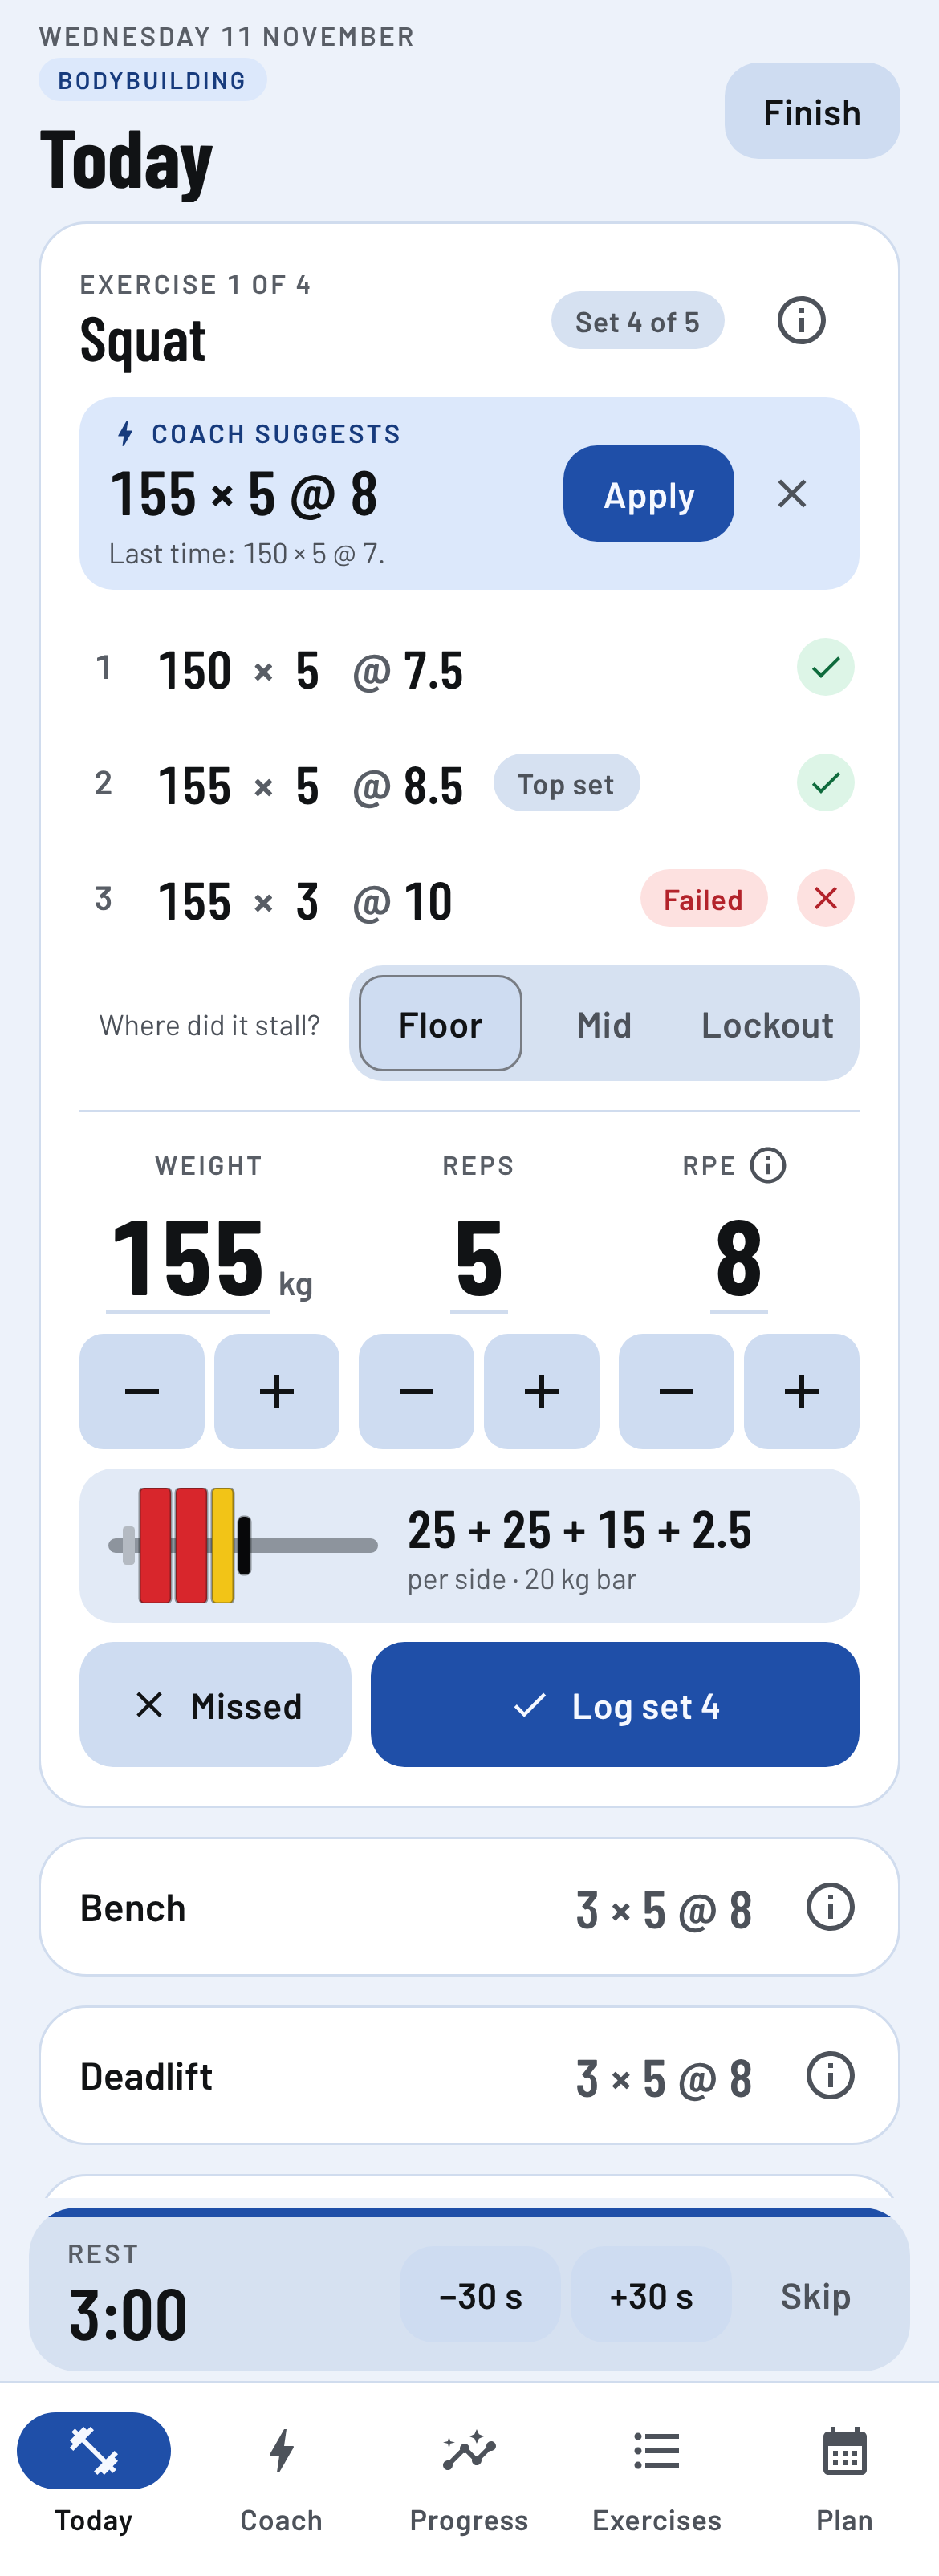 WEDNESDAY 11 NOVEMBER
BODYBUILDING
Today
Finish
EXERCISE 1 OF 4
Squat
Set 4 of 5
COACH SUGGESTS
155 × 5 @ 8
Last time: 150 × 5 @ 7.
Apply
1 150 × 5 @ 7.5
2 155 × 5 @ 8.5 Top set
3 155 × 3 @ 10 Failed
Where did it stall? Floor Mid Lockout
WEIGHT REPS RPE
155 kg 5 8
25 + 25 + 15 + 2.5
per side · 20 kg bar
Missed Log set 4
Bench 3 × 5 @ 8
Deadlift 3 × 5 @ 8
REST
3:00
−30 s +30 s Skip
Today Coach Progress Exercises Plan